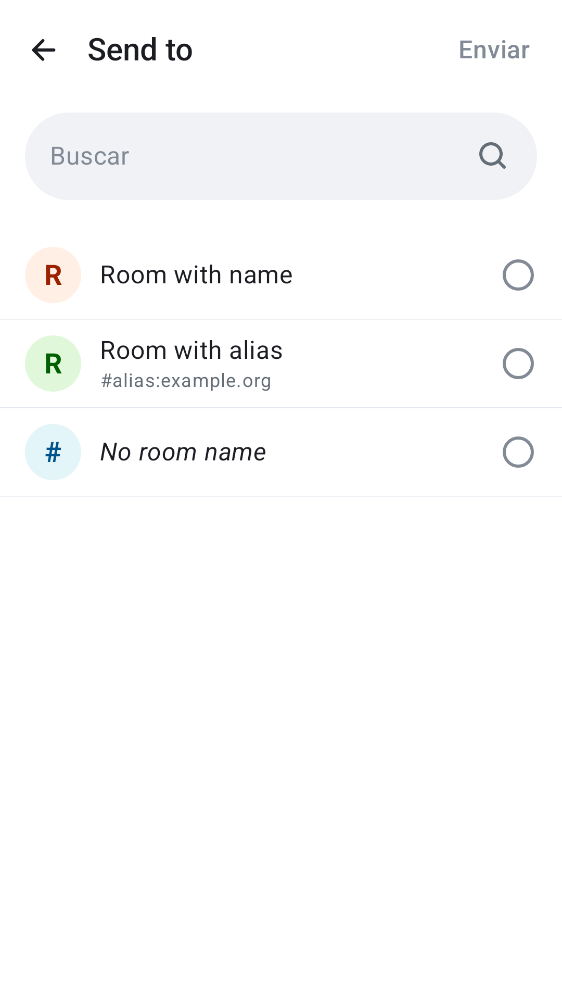 Send to
Enviar
Buscar
R
Room with name
R
Room with alias
#alias:example.org
#
No room name